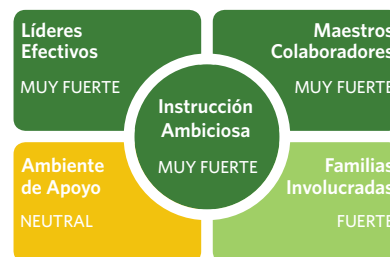 Líderes
Efectivos
MUY FUERTE
Maestros
Colaboradores
MUY FUERTE
Instrucción
Ambiciosa
MUY FUERTE
Ambiente
de Apoyo
NEUTRAL
Familias
Involucradas
FUERTE